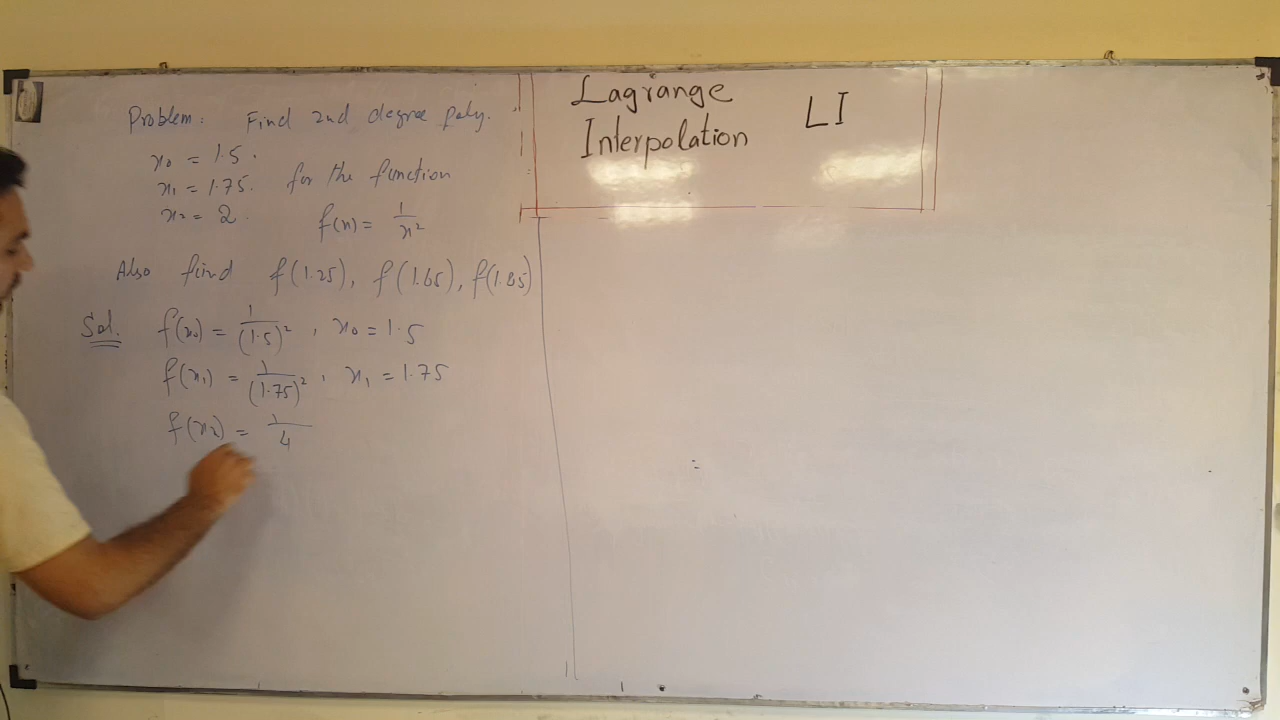 Problem: Find 2nd degree poly.
x₀ = 1.5.
x₁ = 1.75. for the function
x₂ = 2. f(x) = 1/x²
Also find f(1.25), f(1.65), f(1.85)
Sol. f(x₀) = 1/(1.5)² , x₀ = 1.5
f(x₁) = 1/(1.75)² , x₁ = 1.75
f(x₂) = 1/4
Lagrange
Interpolation LI